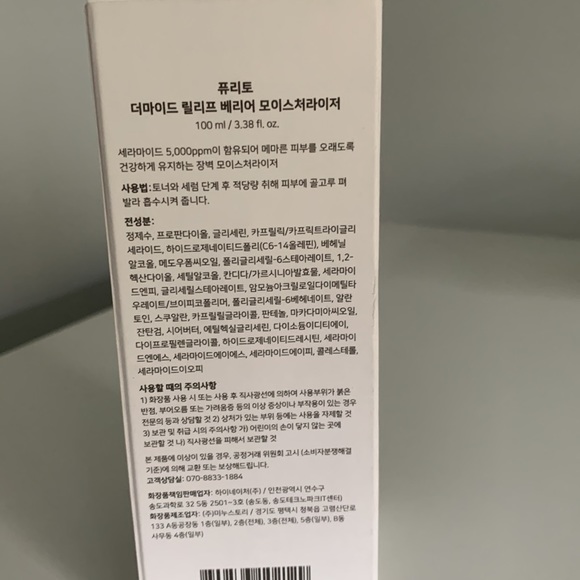 퓨리토
더마이드 릴리프 베리어 모이스처라이저
100 ml / 3.38 fl. oz.
세라마이드 5,000ppm이 함유되어 메마른 피부를 오래도록
건강하게 유지하는 장벽 모이스처라이저
사용법:토너와 세럼 단계 후 적당량 취해 피부에 골고루 펴
발라 흡수시켜 줍니다.
전성분:
정제수, 프로판다이올, 글리세린, 카프릴릭/카프릭트라이글리
세라이드, 하이드로제네이티드폴리(C6-14올레핀), 베헤닐
알코올, 메도우폼씨오일, 폴리글리세릴-6스테아레이트, 1,2-
헥산다이올, 세틸알코올, 칸디다/가르시니아발효물, 세라마이
드엔피, 글리세릴스테아레이트, 암모늄아크릴로일다이메틸타
우레이트/브이피코폴리머, 폴리글리세릴-6베헤네이트, 알란
토인, 스쿠알란, 카프릴릴글라이콜, 판테놀, 마카다미아씨오일,
잔탄검, 시어버터, 에틸헥실글리세린, 다이소듐이디티에이,
다이프로필렌글라이콜, 하이드로제네이티드레시틴, 세라마이
드엔에스, 세라마이드에이에스, 세라마이드에이피, 콜레스테롤,
세라마이드이오피
사용할 때의 주의사항
1) 화장품 사용 시 또는 사용 후 직사광선에 의하여 사용부위가 붉은
반점, 부어오름 또는 가려움증 등의 이상 증상이나 부작용이 있는 경우
전문의 등과 상담할 것 2) 상처가 있는 부위 등에는 사용을 자제할 것
3) 보관 및 취급 시의 주의사항 가) 어린이의 손이 닿지 않는 곳에
보관할 것 나) 직사광선을 피해서 보관할 것
본 제품에 이상이 있을 경우, 공정거래 위원회 고시 (소비자분쟁해결
기준)에 의해 교환 또는 보상해드립니다.
고객상담실: 070-8833-1884
화장품책임판매업자: 하이네이처(주) / 인천광역시 연수구
송도과학로 32 S동 2501~3호 (송도동, 송도테크노파크IT센터)
화장품제조업자: (주)미누스토리 / 경기도 평택시 청북읍 고렴산단로
133 A동공장동 1층(일부), 2층(전체), 3층(전체), 5층(일부), B동
사무동 4층(일부)